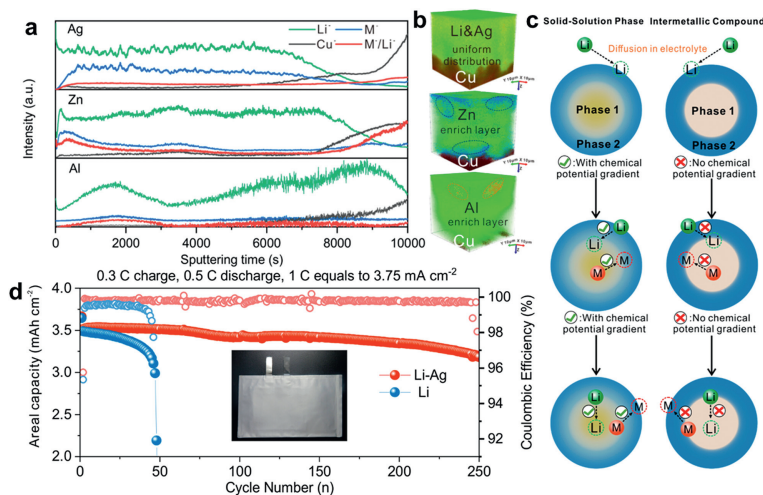 a
Ag
Li⁻ M⁻
Cu⁻ M⁻/Li⁻
Zn
Al
Intensity (a.u.)
0 2000 4000 6000 8000 10000
Sputtering time (s)
b
Li&Ag
uniform
distribution
Cu
Zn
enrich layer
Cu
Al
enrich layer
Cu
c
Solid-Solution Phase Intermetallic Compound
Li Diffusion in electrolyte Li
Li Li
Phase 1 Phase 1
Phase 2 Phase 2
:With chemical :No chemical
potential gradient potential gradient
Li Li
Li Li
M M M M
:With chemical :No chemical
potential gradient potential gradient
Li M M Li
Li M M Li
d
0.3 C charge, 0.5 C discharge, 1 C equals to 3.75 mA cm⁻²
Areal capacity (mAh cm⁻²)
4.0
3.5
3.0
2.5
2.0
Li-Ag
Li
100
98
96
94
92
Coulombic Efficiency (%)
0 50 100 150 200 250
Cycle Number (n)